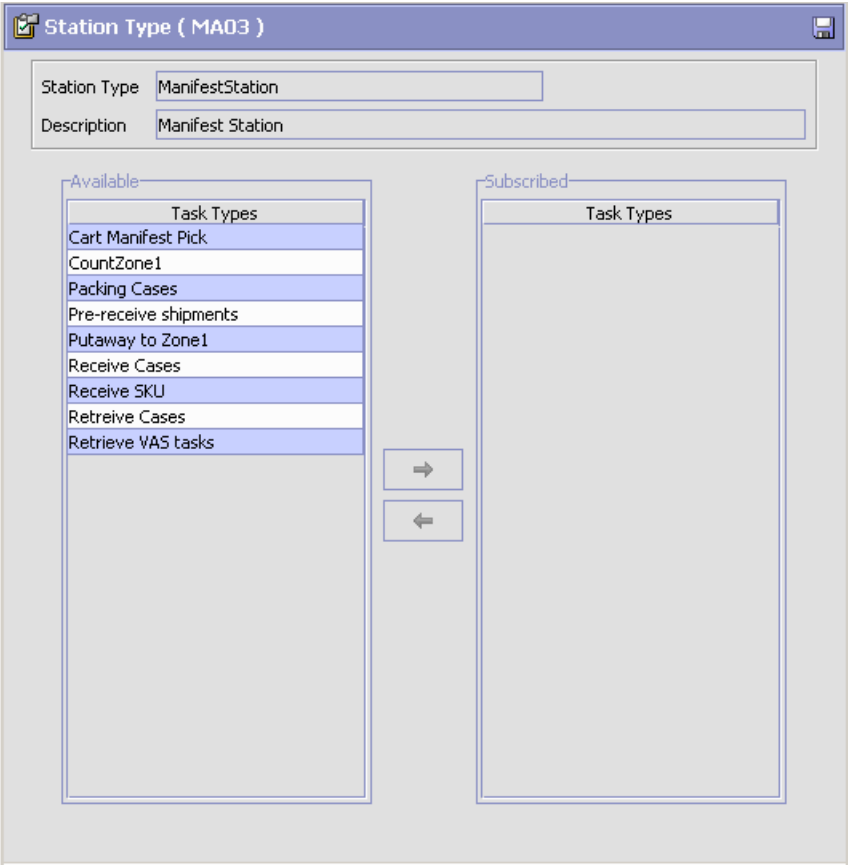 Station Type ( MA03 )
Station Type ManifestStation
Description Manifest Station
Available
Task Types
Cart Manifest Pick
CountZone1
Packing Cases
Pre-receive shipments
Putaway to Zone1
Receive Cases
Receive SKU
Retreive Cases
Retrieve VAS tasks
Subscribed
Task Types